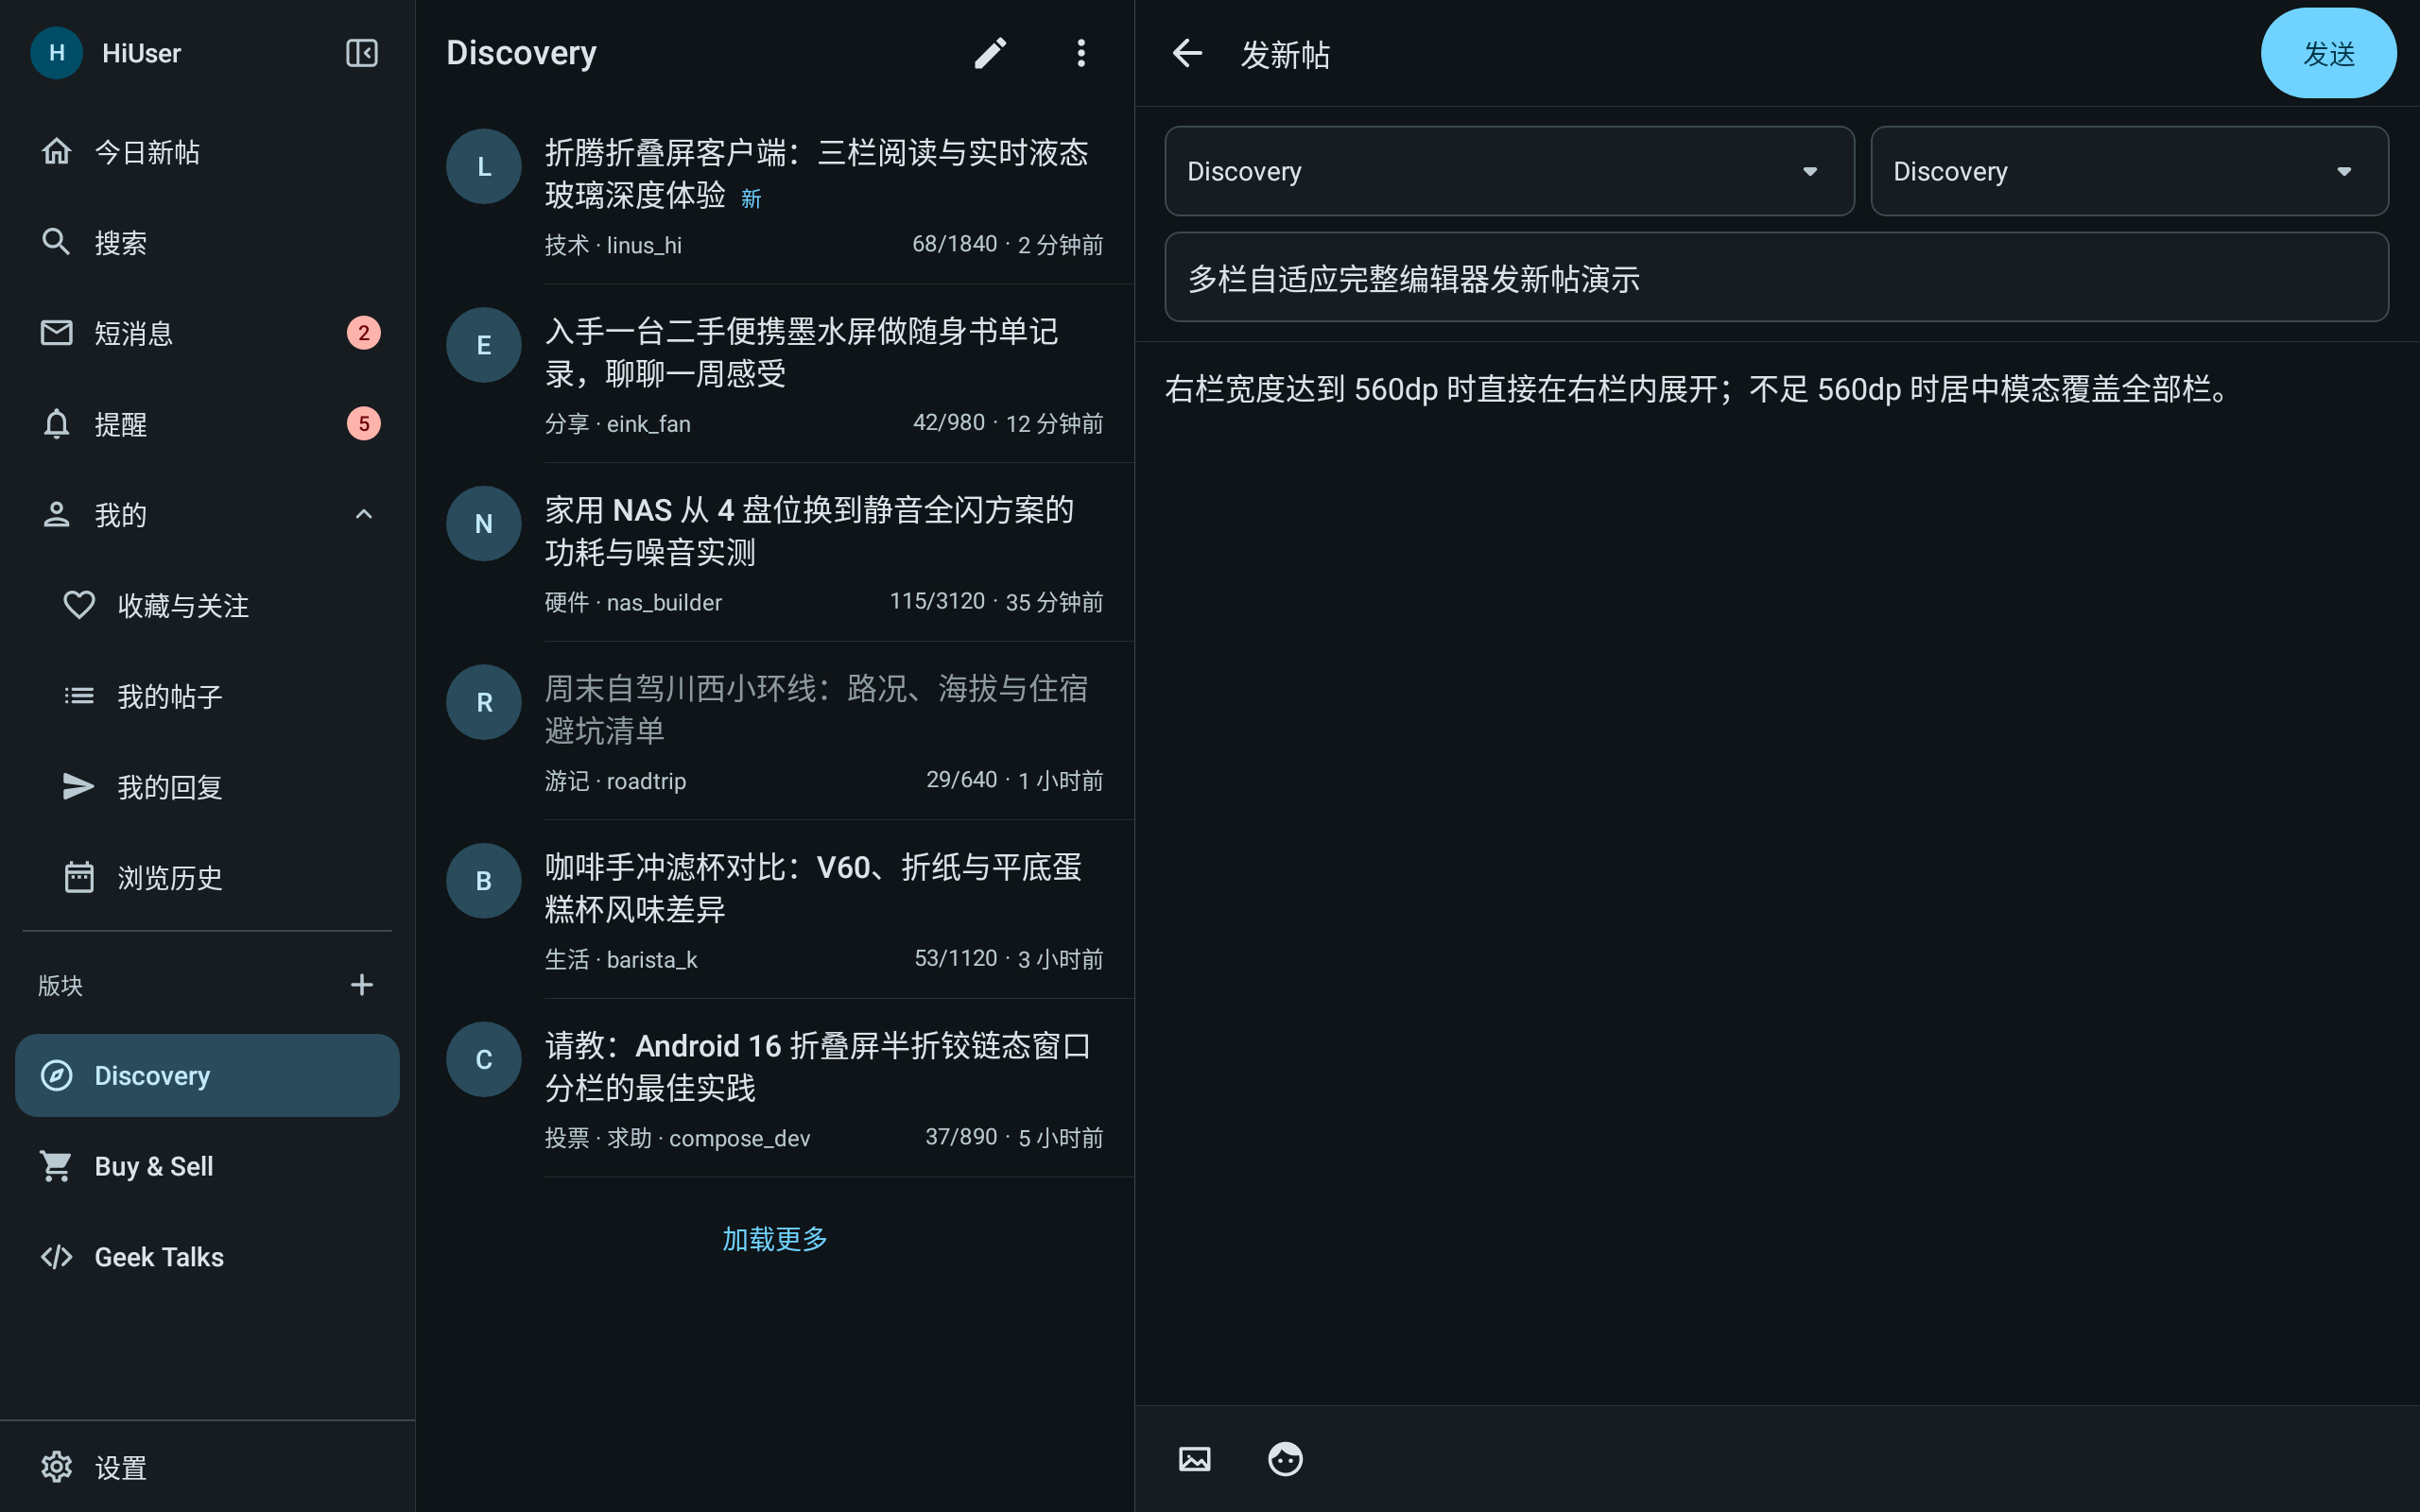 H HiUser
今日新帖
搜索
短消息 2
提醒 5
我的
收藏与关注
我的帖子
我的回复
浏览历史
版块
Discovery
Buy & Sell
Geek Talks
设置
Discovery
L
折腾折叠屏客户端：三栏阅读与实时液态
玻璃深度体验 新
技术 · linus_hi 68/1840 · 2 分钟前
E
入手一台二手便携墨水屏做随身书单记
录，聊聊一周感受
分享 · eink_fan 42/980 · 12 分钟前
N
家用 NAS 从 4 盘位换到静音全闪方案的
功耗与噪音实测
硬件 · nas_builder 115/3120 · 35 分钟前
R
周末自驾川西小环线：路况、海拔与住宿
避坑清单
游记 · roadtrip 29/640 · 1 小时前
B
咖啡手冲滤杯对比：V60、折纸与平底蛋
糕杯风味差异
生活 · barista_k 53/1120 · 3 小时前
C
请教：Android 16 折叠屏半折铰链态窗口
分栏的最佳实践
投票 · 求助 · compose_dev 37/890 · 5 小时前
加载更多
发新帖 发送
Discovery Discovery
多栏自适应完整编辑器发新帖演示
右栏宽度达到 560dp 时直接在右栏内展开；不足 560dp 时居中模态覆盖全部栏。